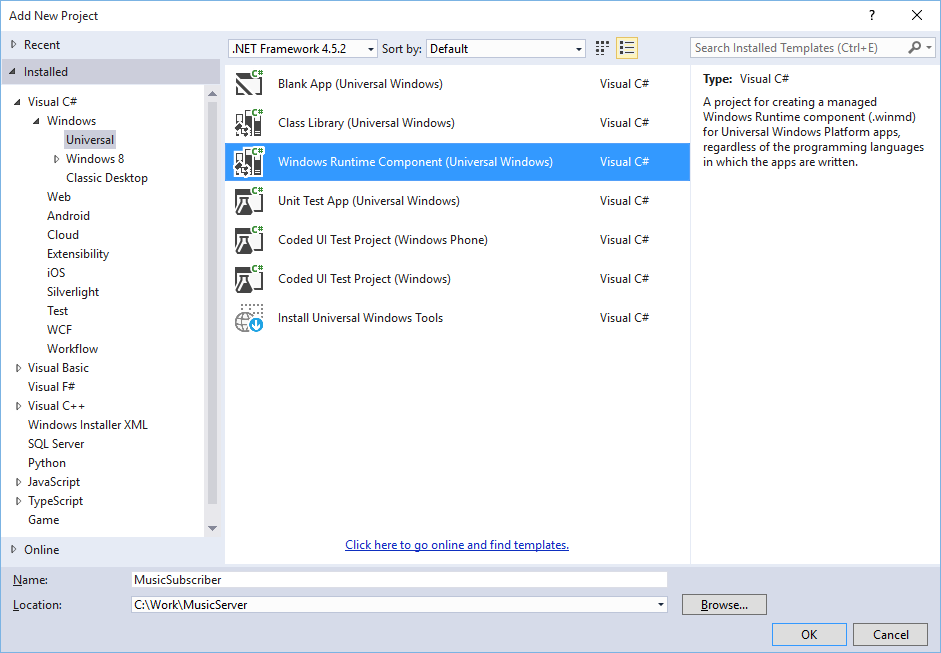 Add New Project
?
Recent
.NET Framework 4.5.2
Sort by:
Default
Search Installed Templates (Ctrl+E)
Installed
Visual C#
Windows
Universal
Windows 8
Classic Desktop
Web
Android
Cloud
Extensibility
iOS
Silverlight
Test
WCF
Workflow
Visual Basic
Visual F#
Visual C++
Windows Installer XML
SQL Server
Python
JavaScript
TypeScript
Game
Online
C# Blank App (Universal Windows) Visual C#
C# Class Library (Universal Windows) Visual C#
C# Windows Runtime Component (Universal Windows) Visual C#
C# Unit Test App (Universal Windows) Visual C#
C# Coded UI Test Project (Windows Phone) Visual C#
C# Coded UI Test Project (Windows) Visual C#
Install Universal Windows Tools Visual C#
Click here to go online and find templates.
Type: Visual C#
A project for creating a managed
Windows Runtime component (.winmd)
for Universal Windows Platform apps,
regardless of the programming languages
in which the apps are written.
Name: MusicSubscriber
Location: C:\Work\MusicServer
Browse...
OK
Cancel